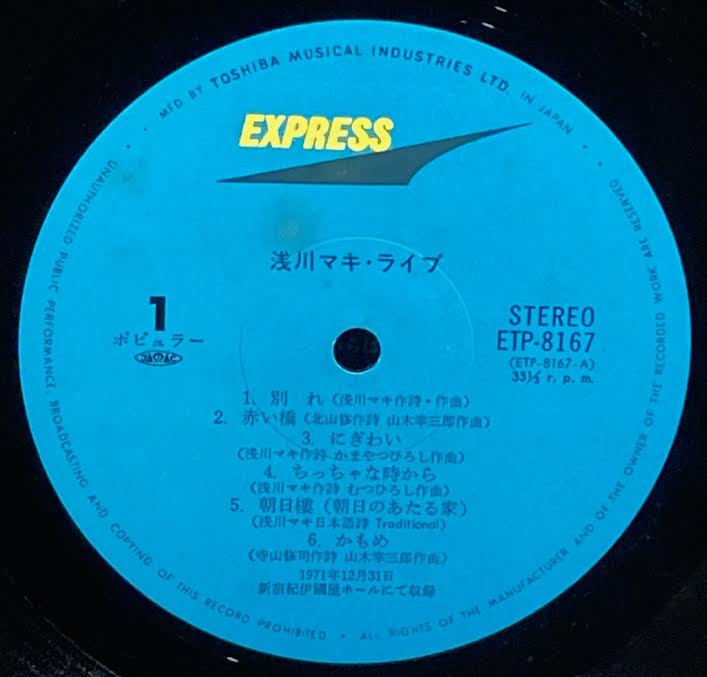 MFD BY TOSHIBA MUSICAL INDUSTRIES LTD. IN JAPAN
EXPRESS
浅川マキ・ライブ
1
ポピュラー
JASRAC
STEREO
ETP-8167
(ETP-8167-A)
33⅓ r. p. m.
1. 別 れ (浅川マキ作詩・作曲)
2. 赤い橋 (北山修作詩 山木幸三郎作曲)
3. にぎわい
(浅川マキ作詩 かまやつひろし作曲)
4. ちっちゃな時から
(浅川マキ作詩 むつひろし作曲)
5. 朝日樓 (朝日のあたる家)
(浅川マキ日本語詩 Traditional)
6. かもめ
(寺山修司作詩 山木幸三郎作曲)
1971年12月31日
新宿紀伊國屋ホールにて収録
UNAUTHORIZED PUBLIC PERFORMANCE, BROADCASTING AND COPYING OF THIS RECORD PROHIBITED • ALL RIGHTS OF THE MANUFACTURER AND OF THE OWNER OF THE RECORDED WORK ARE RESERVED